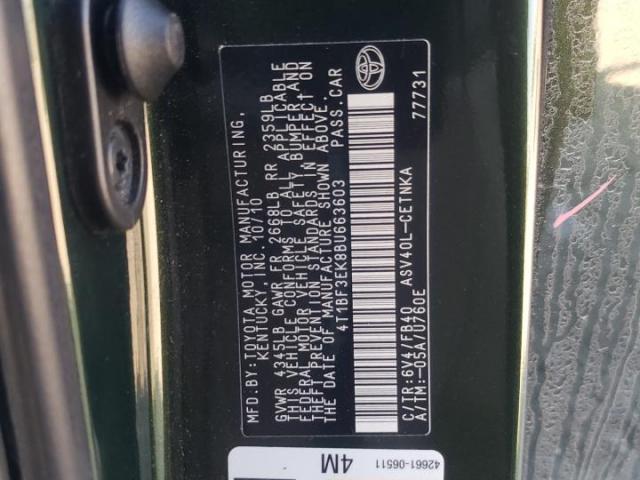 MFD. BY: TOYOTA MOTOR MANUFACTURING,
KENTUCKY, INC. 10/10
GVWR 4345LB GAWR FR 2668LB RR 2359LB
THIS VEHICLE CONFORMS TO ALL APPLICABLE
FEDERAL MOTOR VEHICLE SAFETY, BUMPER, AND
THEFT PREVENTION STANDARDS IN EFFECT ON
THE DATE OF MANUFACTURE SHOWN ABOVE.
4T1BF3EK8BU663603 PASS. CAR
C/TR:6V4/FB40 ASV40L-CETNKA
A/TM:-05A/U760E 77731
42661-06511
4M